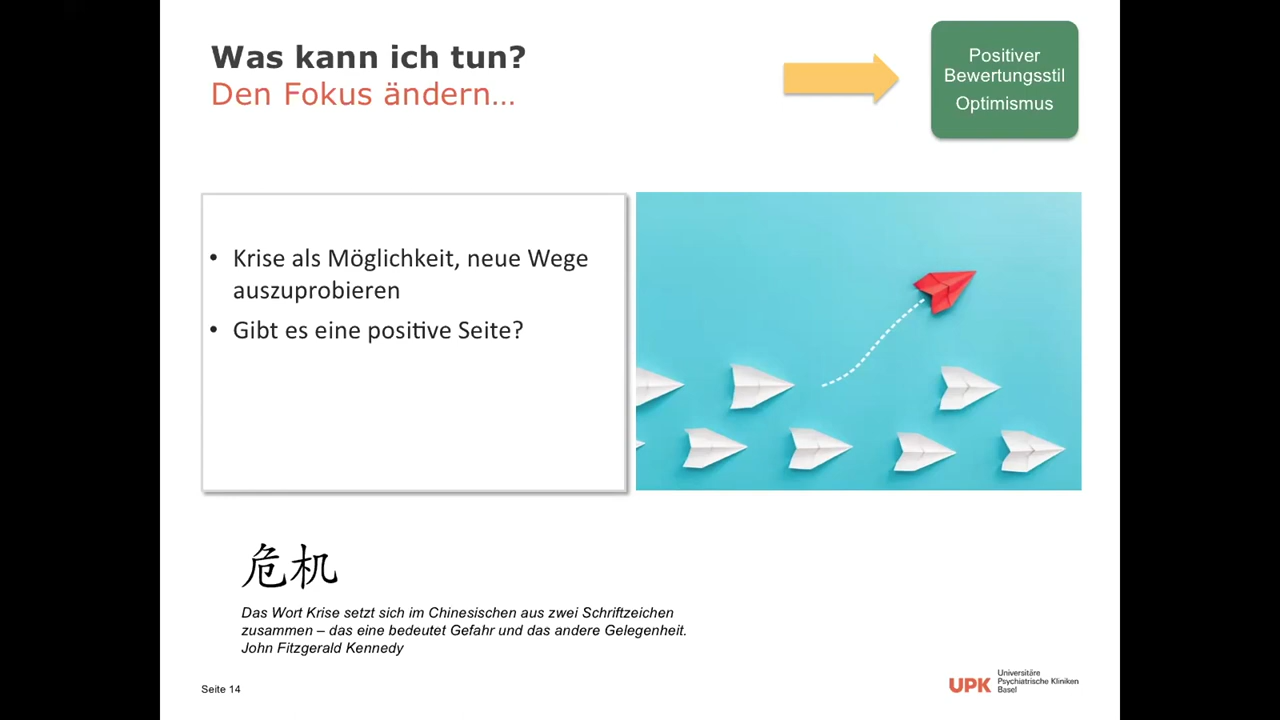 Was kann ich tun?
Den Fokus ändern…
Positiver
Bewertungsstil
Optimismus
• Krise als Möglichkeit, neue Wege
auszuprobieren
• Gibt es eine positive Seite?
危机
Das Wort Krise setzt sich im Chinesischen aus zwei Schriftzeichen
zusammen – das eine bedeutet Gefahr und das andere Gelegenheit.
John Fitzgerald Kennedy
Seite 14
UPK
Universitäre
Psychiatrische Kliniken
Basel